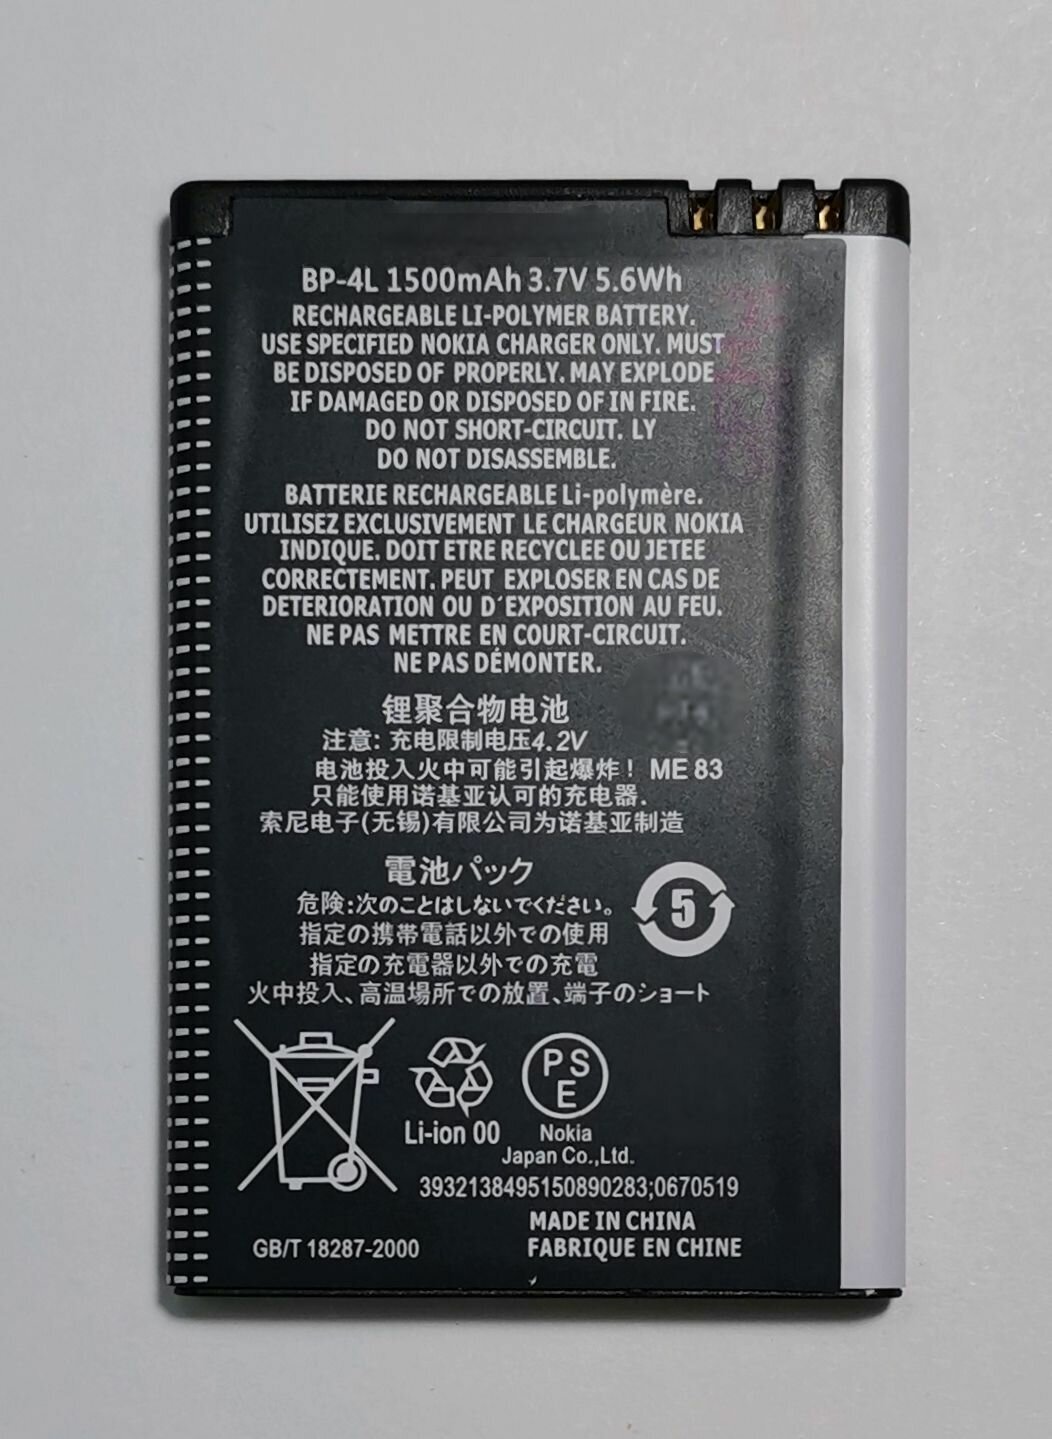 BP-4L 1500mAh 3.7V 5.6Wh
RECHARGEABLE LI-POLYMER BATTERY.
USE SPECIFIED NOKIA CHARGER ONLY. MUST
BE DISPOSED OF PROPERLY. MAY EXPLODE
IF DAMAGED OR DISPOSED OF IN FIRE.
DO NOT SHORT-CIRCUIT. LY
DO NOT DISASSEMBLE.
BATTERIE RECHARGEABLE Li-polymère.
UTILISEZ EXCLUSIVEMENT LE CHARGEUR NOKIA
INDIQUE. DOIT ETRE RECYCLEE OU JETEE
CORRECTEMENT. PEUT EXPLOSER EN CAS DE
DETERIORATION OU D'EXPOSITION AU FEU.
NE PAS METTRE EN COURT-CIRCUIT.
NE PAS DÉMONTER.
锂聚合物电池
注意: 充电限制电压4.2V
电池投入火中可能引起爆炸! ME 83
只能使用诺基亚认可的充电器.
索尼电子(无锡)有限公司为诺基亚制造
電池パック
危険:次のことはしないでください。
指定の携帯電話以外での使用
指定の充電器以外での充電
火中投入、高温場所での放置、端子のショート
5
PS
E
Li-ion 00
Nokia
Japan Co.,Ltd.
3932138495150890283;0670519
MADE IN CHINA
GB/T 18287-2000
FABRIQUE EN CHINE